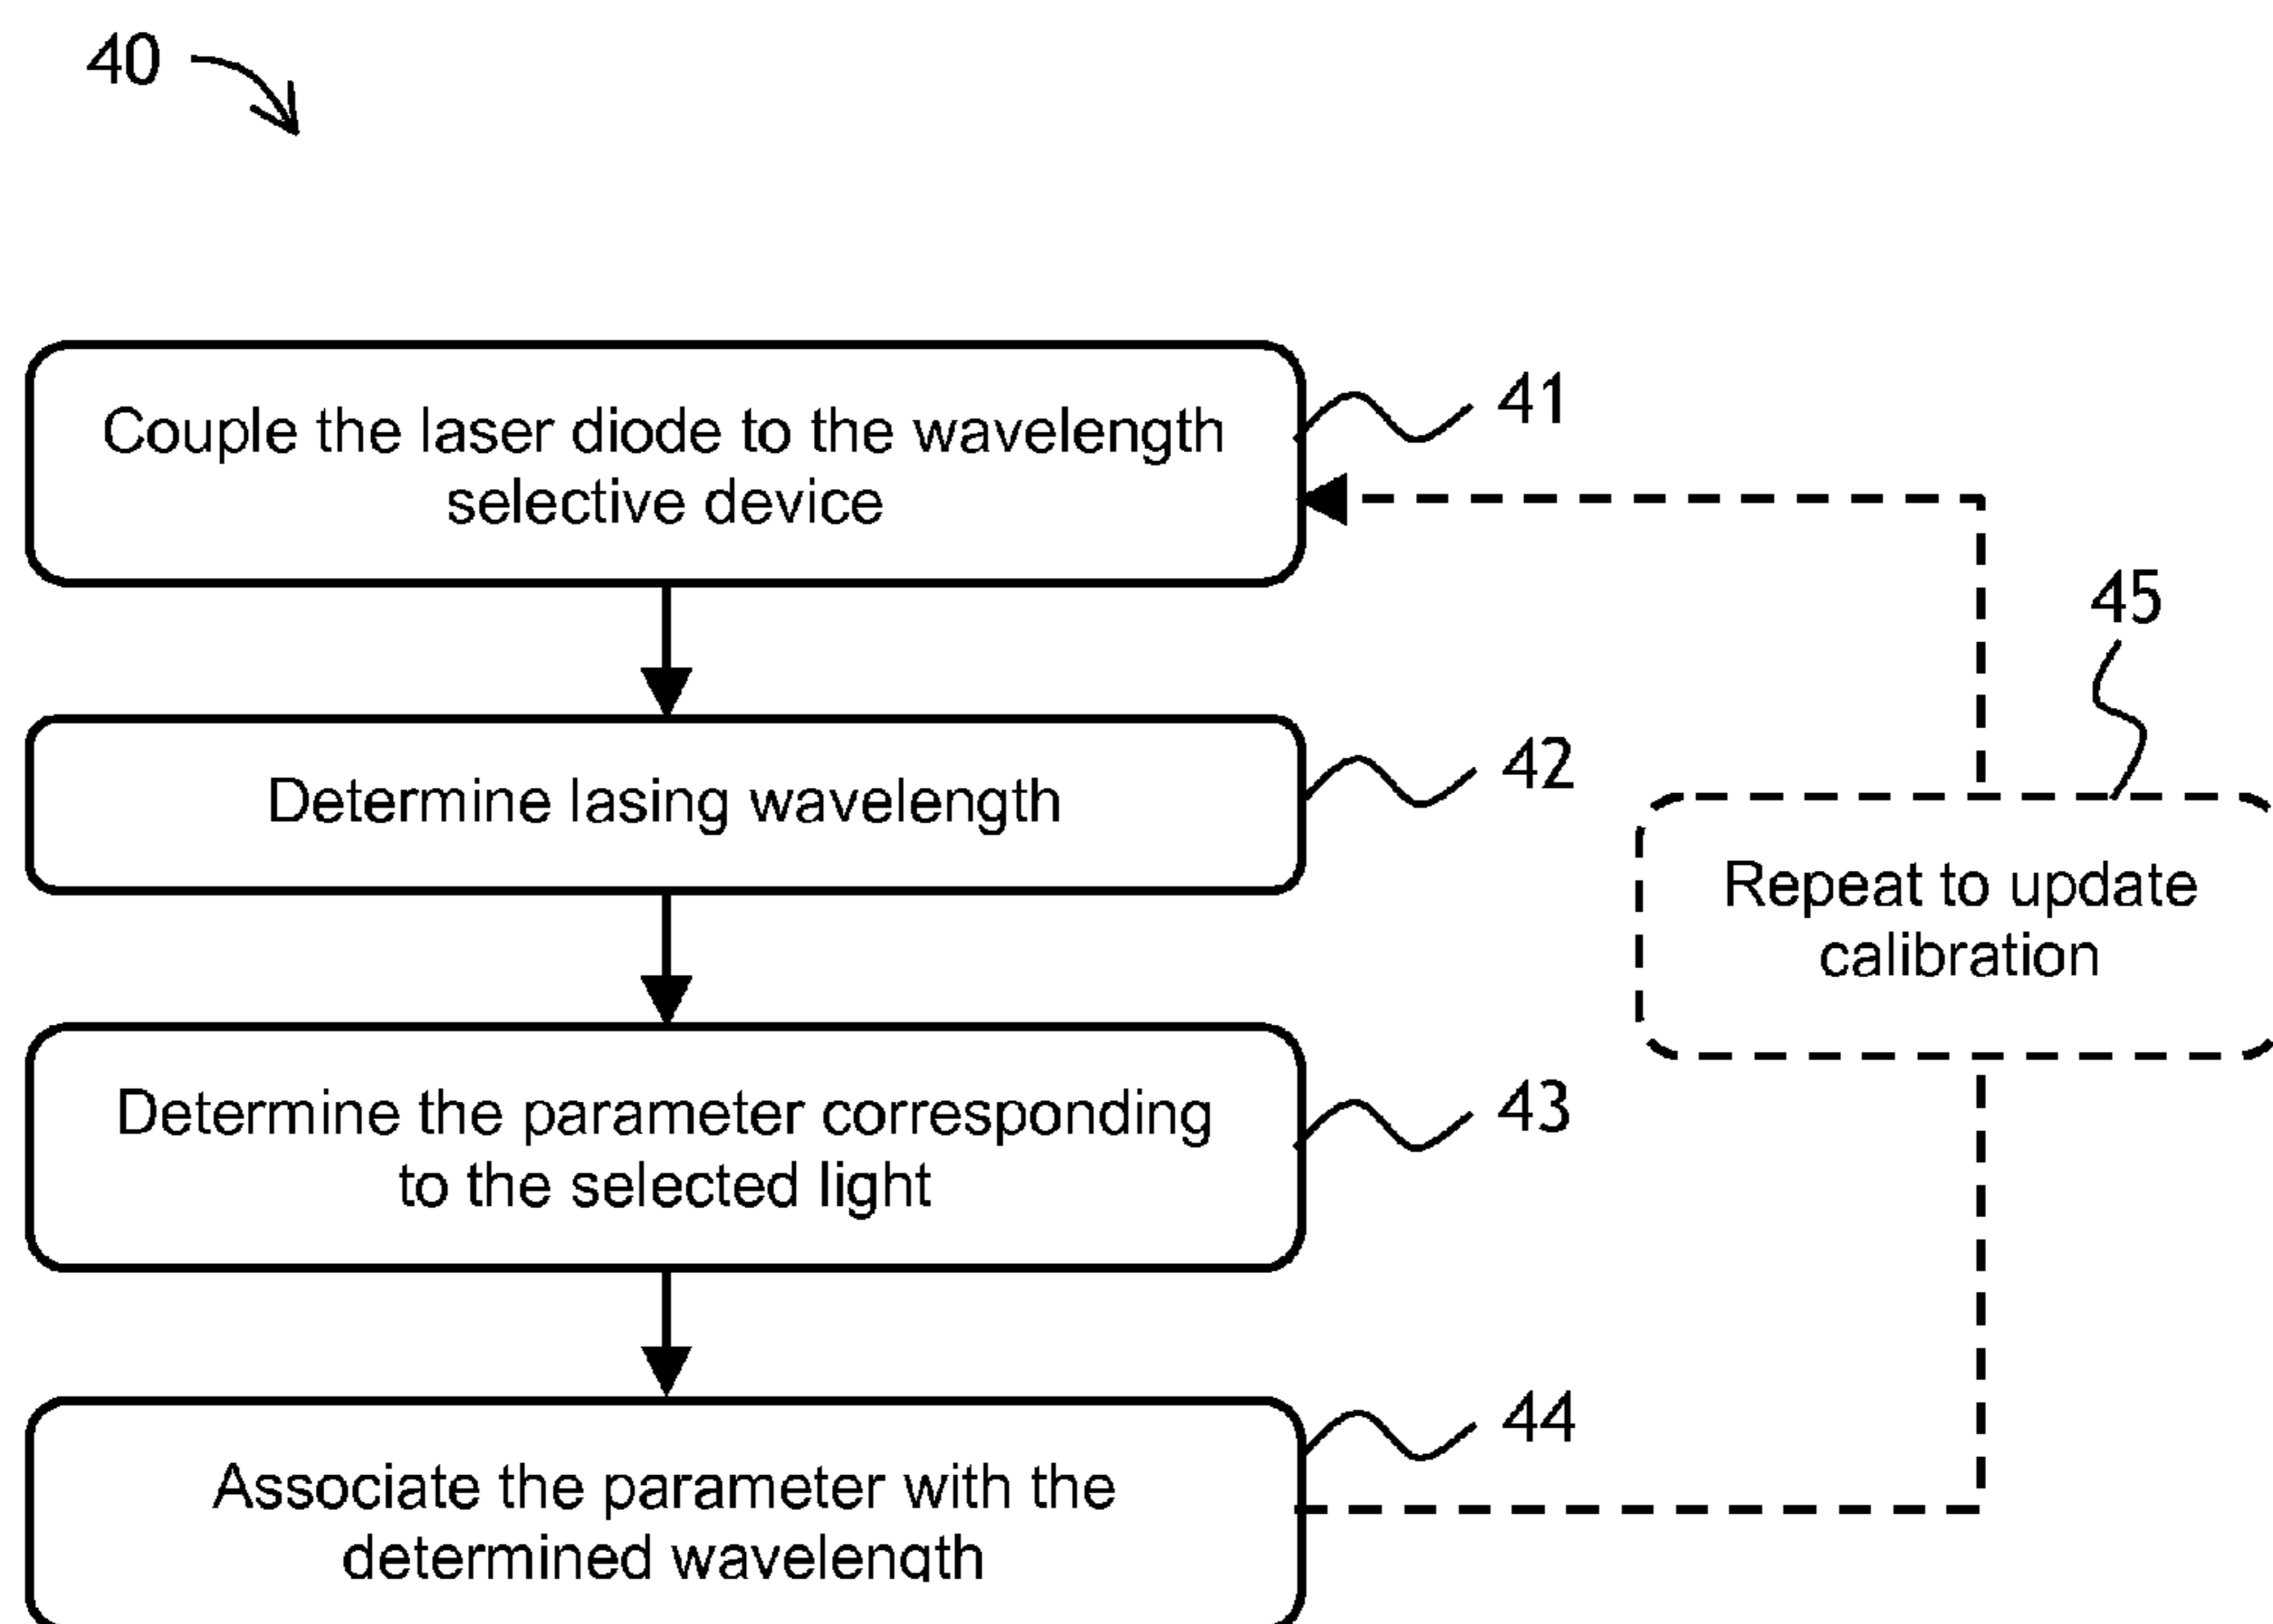 40
Couple the laser diode to the wavelength
selective device
41
Determine lasing wavelength
42
Determine the parameter corresponding
to the selected light
43
Associate the parameter with the
determined wavelength
44
45
Repeat to update
calibration